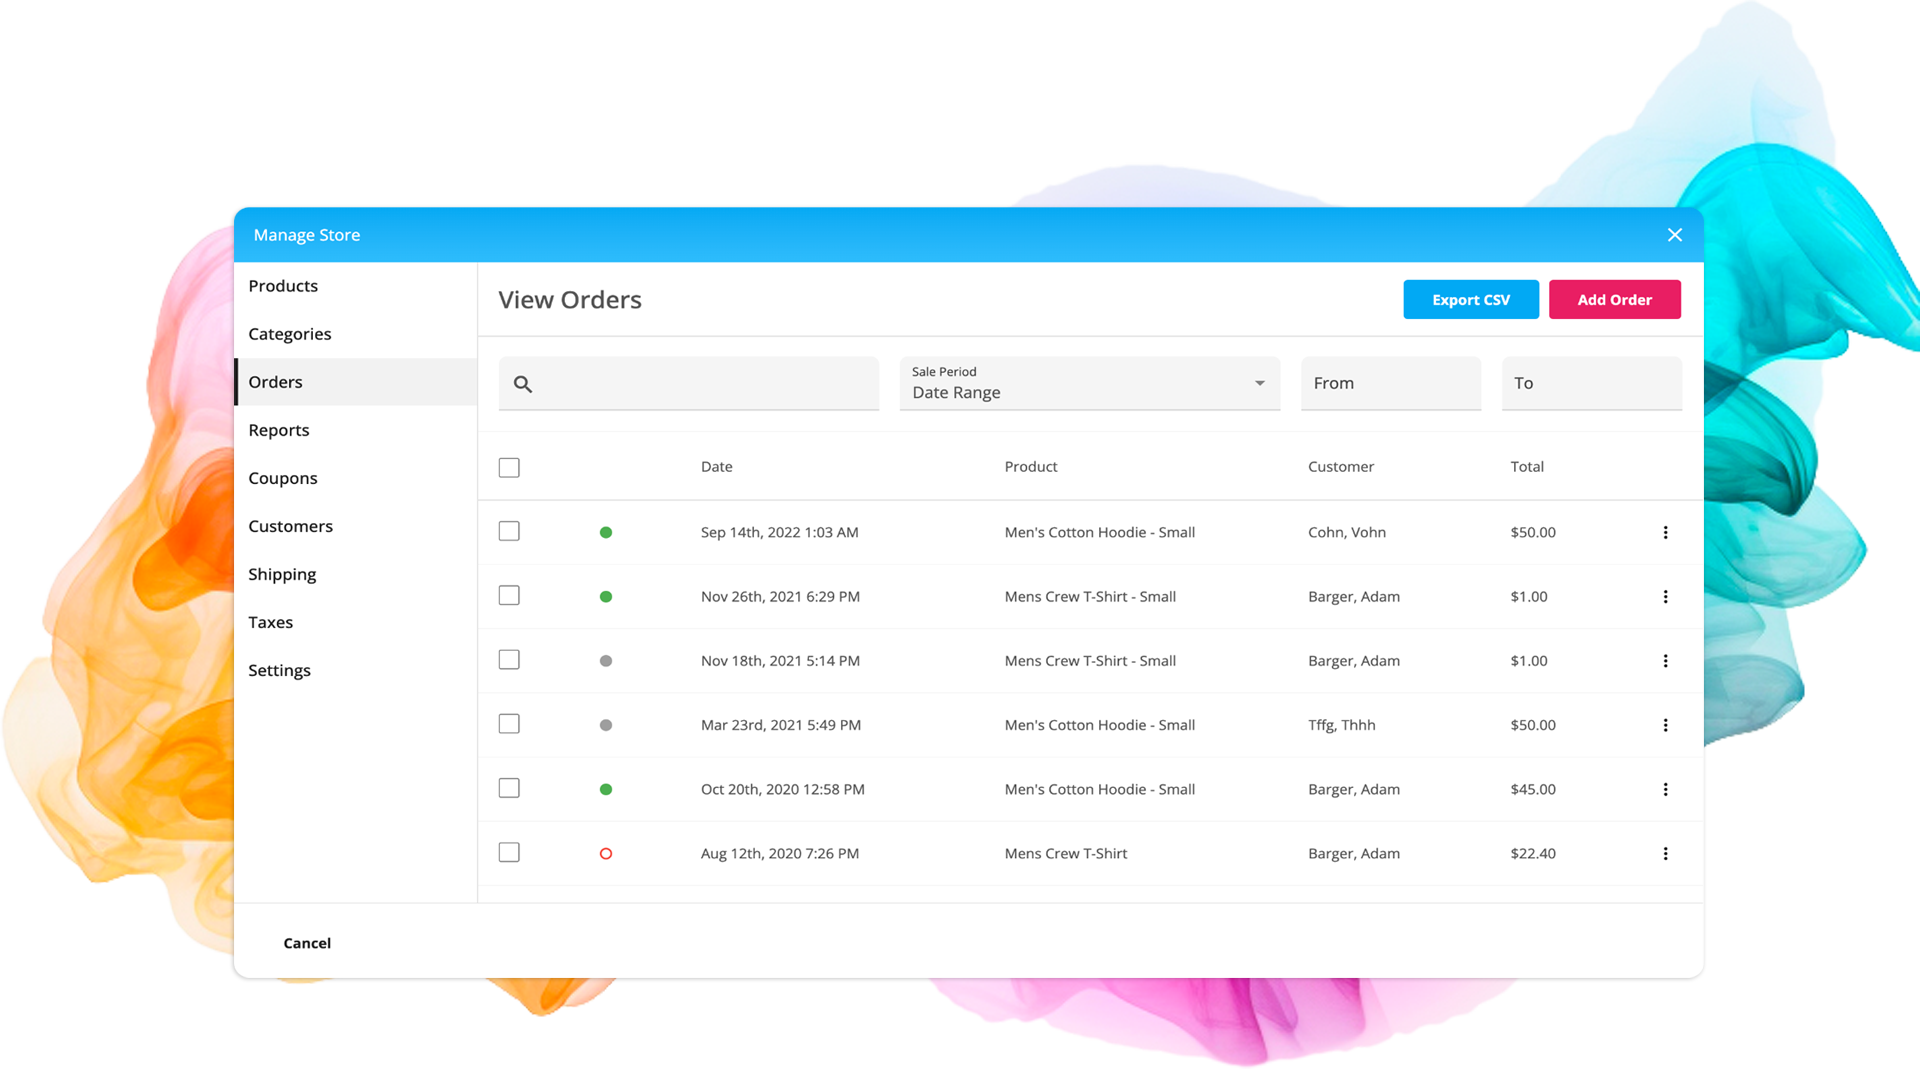 Manage Store
Products
Categories
Orders
Reports
Coupons
Customers
Shipping
Taxes
Settings
View Orders
Export CSV
Add Order
Sale Period
Date Range
From
To
Date Product Customer Total
Sep 14th, 2022 1:03 AM Men's Cotton Hoodie - Small Cohn, Vohn $50.00
Nov 26th, 2021 6:29 PM Mens Crew T-Shirt - Small Barger, Adam $1.00
Nov 18th, 2021 5:14 PM Mens Crew T-Shirt - Small Barger, Adam $1.00
Mar 23rd, 2021 5:49 PM Men's Cotton Hoodie - Small Tffg, Thhh $50.00
Oct 20th, 2020 12:58 PM Men's Cotton Hoodie - Small Barger, Adam $45.00
Aug 12th, 2020 7:26 PM Mens Crew T-Shirt Barger, Adam $22.40
Cancel